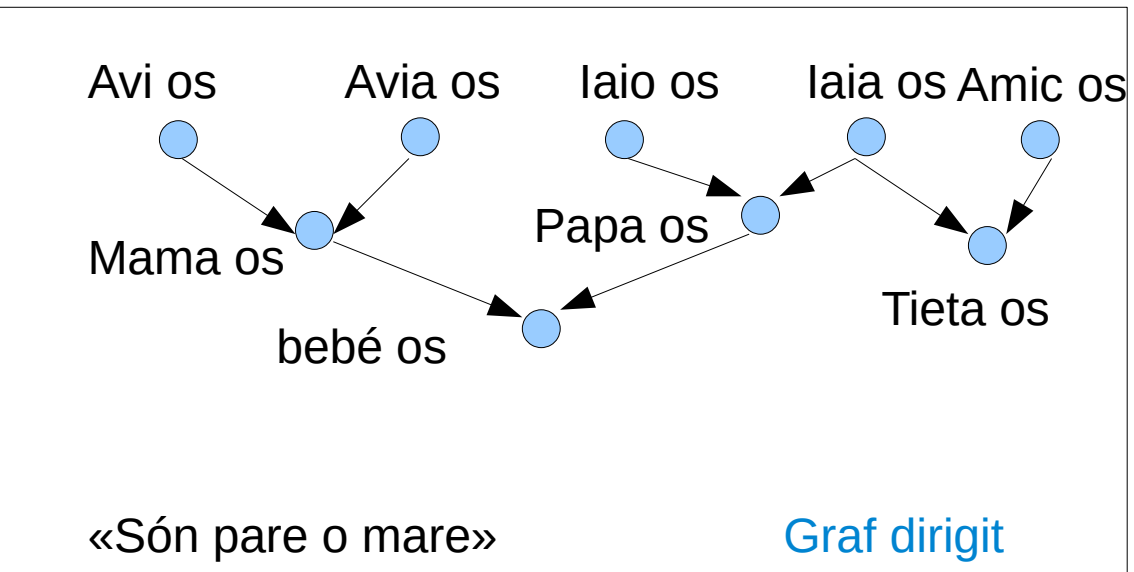 Avi os
Avia os
Iaio os
Iaia os
Amic os
Papa os
Mama os
Tieta os
bebé os
«Són pare o mare»
Graf dirigit